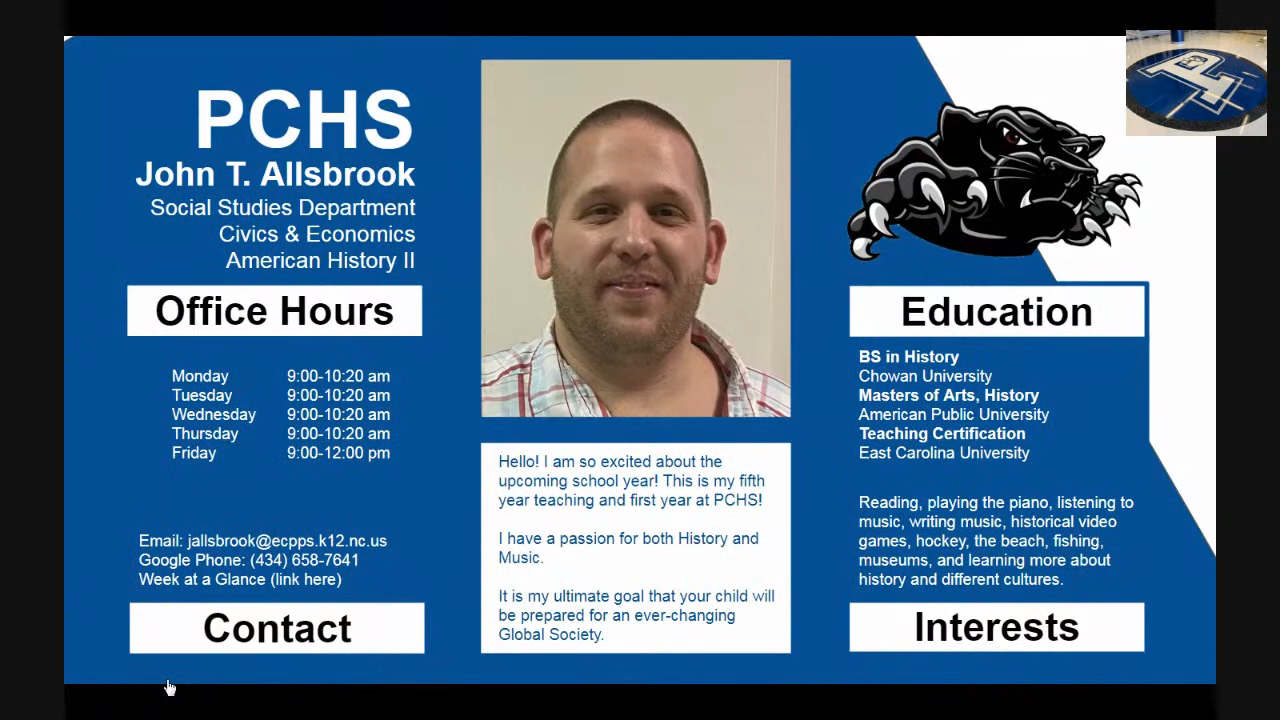 PCHS
John T. Allsbrook
Social Studies Department
Civics & Economics
American History II
Office Hours
Monday 9:00-10:20 am
Tuesday 9:00-10:20 am
Wednesday 9:00-10:20 am
Thursday 9:00-10:20 am
Friday 9:00-12:00 pm
Email: jallsbrook@ecpps.k12.nc.us
Google Phone: (434) 658-7641
Week at a Glance (link here)
Contact
Hello! I am so excited about the
upcoming school year! This is my fifth
year teaching and first year at PCHS!
I have a passion for both History and
Music.
It is my ultimate goal that your child will
be prepared for an ever-changing
Global Society.
Education
BS in History
Chowan University
Masters of Arts, History
American Public University
Teaching Certification
East Carolina University
Reading, playing the piano, listening to
music, writing music, historical video
games, hockey, the beach, fishing,
museums, and learning more about
history and different cultures.
Interests